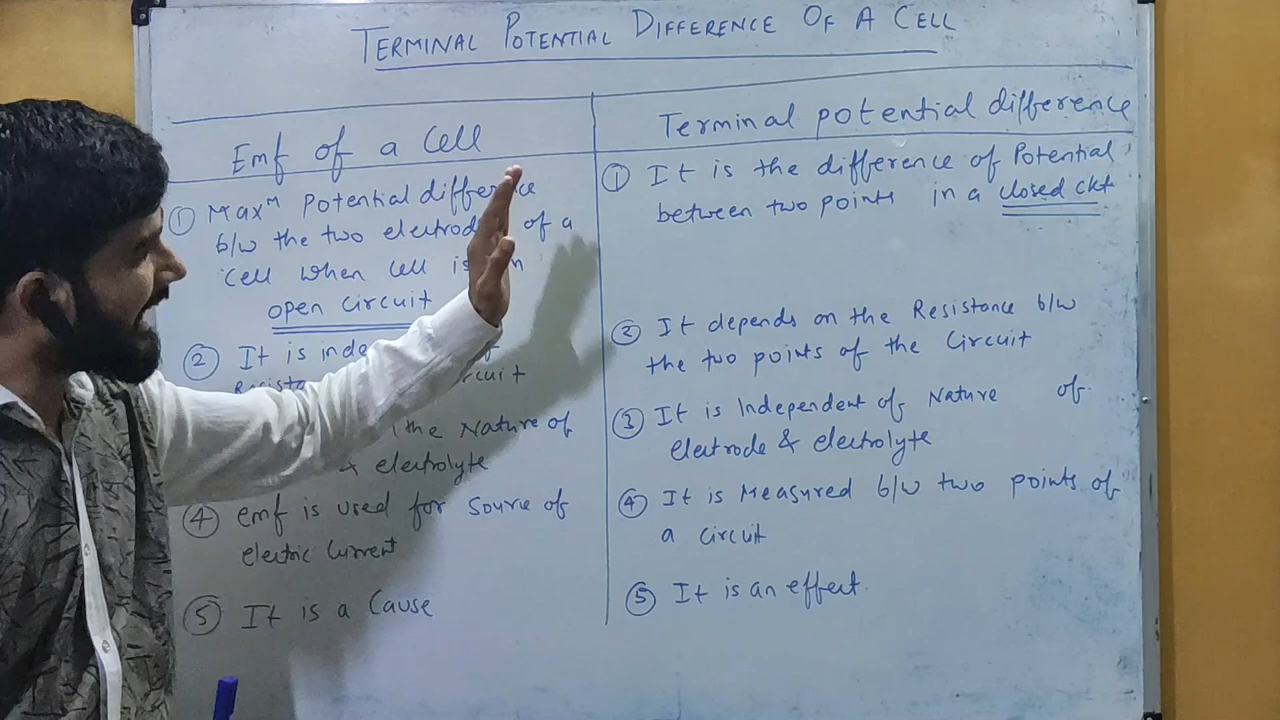 TERMINAL POTENTIAL DIFFERENCE OF A CELL
Emf of a Cell
① Maxᵐ Potential difference
b/w the two electrod of a
cell when cell is n
open circuit
② It is inde of
Resista rcuit
the Nature of
& electrolyte
④ emf is used for source of
electric Current
⑤ It is a Cause
Terminal potential difference
① It is the difference of Potential
between two points in a closed ckt
② It depends on the Resistance b/w
the two points of the Circuit
③ It is Independent of Nature of
electrode & electrolyte
④ It is Measured b/w two points of
a circuit
⑤ It is an effect.